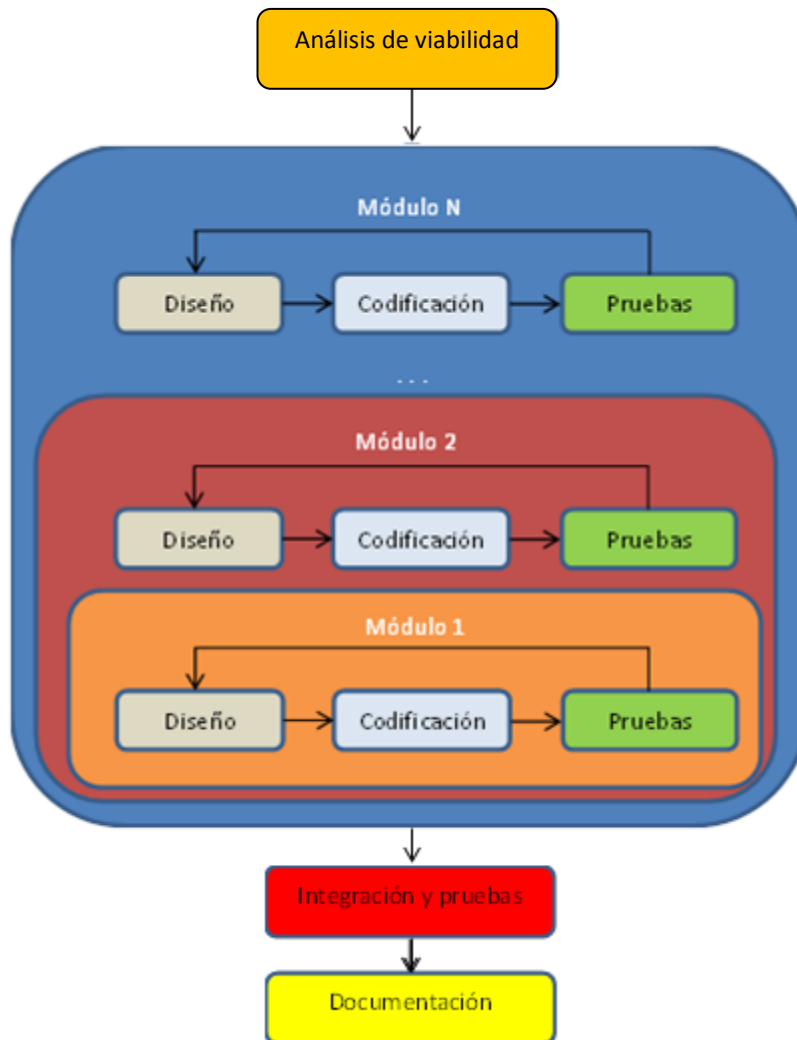 Análisis de viabilidad
Módulo N
Diseño
Codificación
Pruebas
. . .
Módulo 2
Diseño
Codificación
Pruebas
Módulo 1
Diseño
Codificación
Pruebas
Integración y pruebas
Documentación